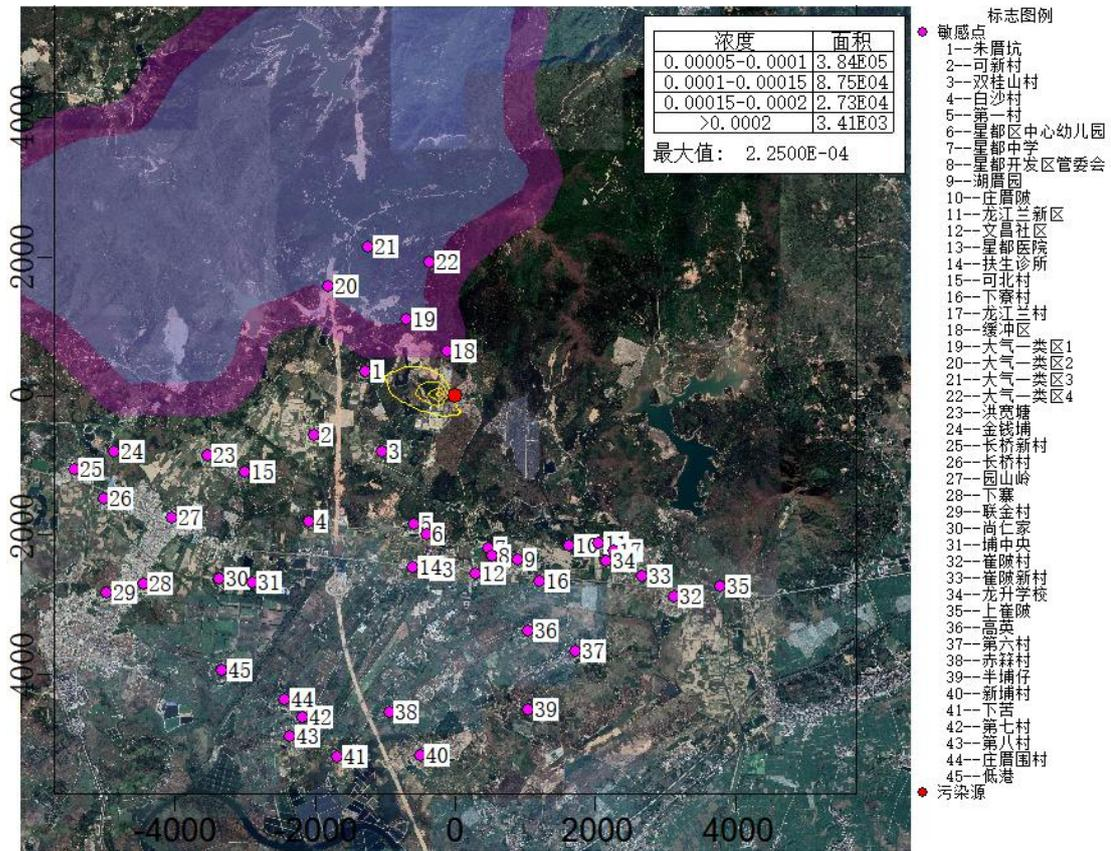 标志图例
敏感点
1--朱厝坑
2--可新村
3--双桂山村
4--白沙村
5--第一村
6--星都区中心幼儿园
7--星都中学
8--星都开发区管委会
9--湖厝园
10--庄厝陂
11--龙江兰新区
12--文昌社区
13--星都医院
14--扶生诊所
15--可北村
16--下寮村
17--龙江兰村
18--缓冲区
19--大气一类区1
20--大气一类区2
21--大气一类区3
22--大气一类区4
23--洪宽塘
24--金钱埔
25--长桥新村
26--长桥村
27--园山岭
28--下寨
29--联金村
30--尚仁家
31--埔中央
32--崔陂村
33--崔陂新村
34--龙升学校
35--上崔陂
36--高英
37--第六村
38--赤䅈村
39--半埔仔
40--新埔村
41--下苫
42--第七村
43--第八村
44--庄厝围村
45--低港
污染源
浓度 面积
0.00005-0.0001 3.84E05
0.0001-0.00015 8.75E04
0.00015-0.0002 2.73E04
>0.0002 3.41E03
最大值: 2.2500E-04
4000
2000
0
-2000
-4000
21
22
20
19
18
1
2
3
24
23
25
15
26
27
4
5
6
7
8
9
10
34
12
16
33
32
35
28
29
30
31
36
37
45
44
42
43
38
39
41
40
-4000 -2000 0 2000 4000